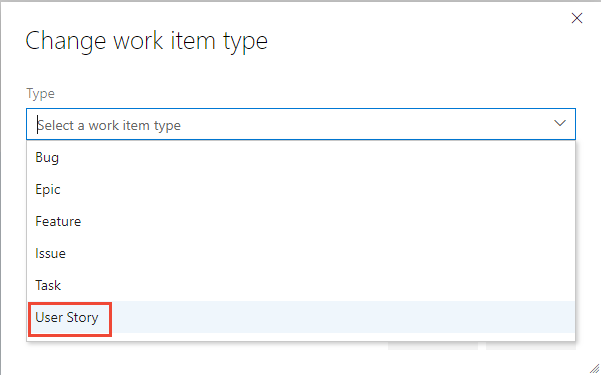 Change work item type
Type
Select a work item type
Bug
Epic
Feature
Issue
Task
User Story